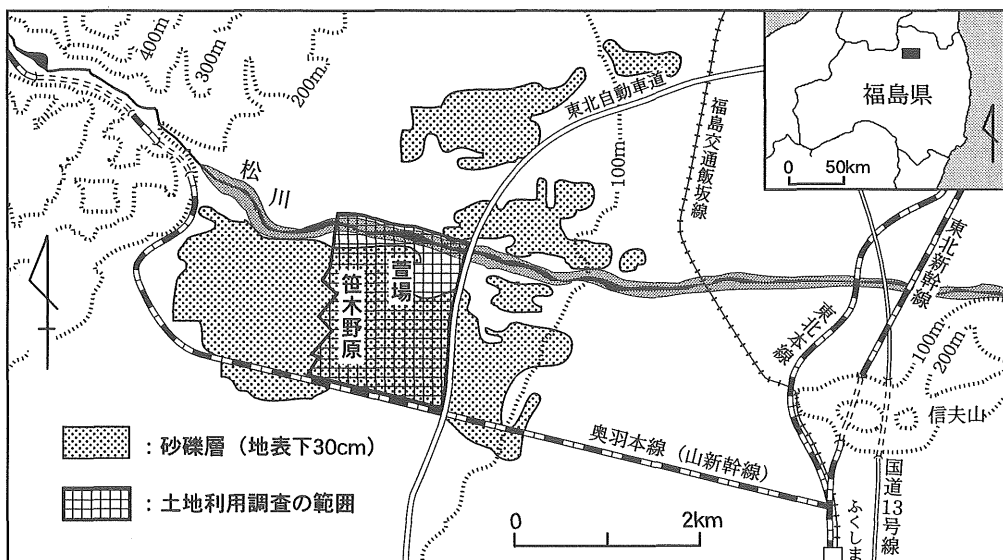 400m
300m
200m
東北自動車道
100m
福島交通飯坂線
福島県
0 50km
松川
萱場
笹木野原
東北新幹線
東北本線
100m
200m
信夫山
奥羽本線（山新幹線）
国道13号線
ふくしま
：砂礫層（地表下30cm）
：土地利用調査の範囲
0 2km